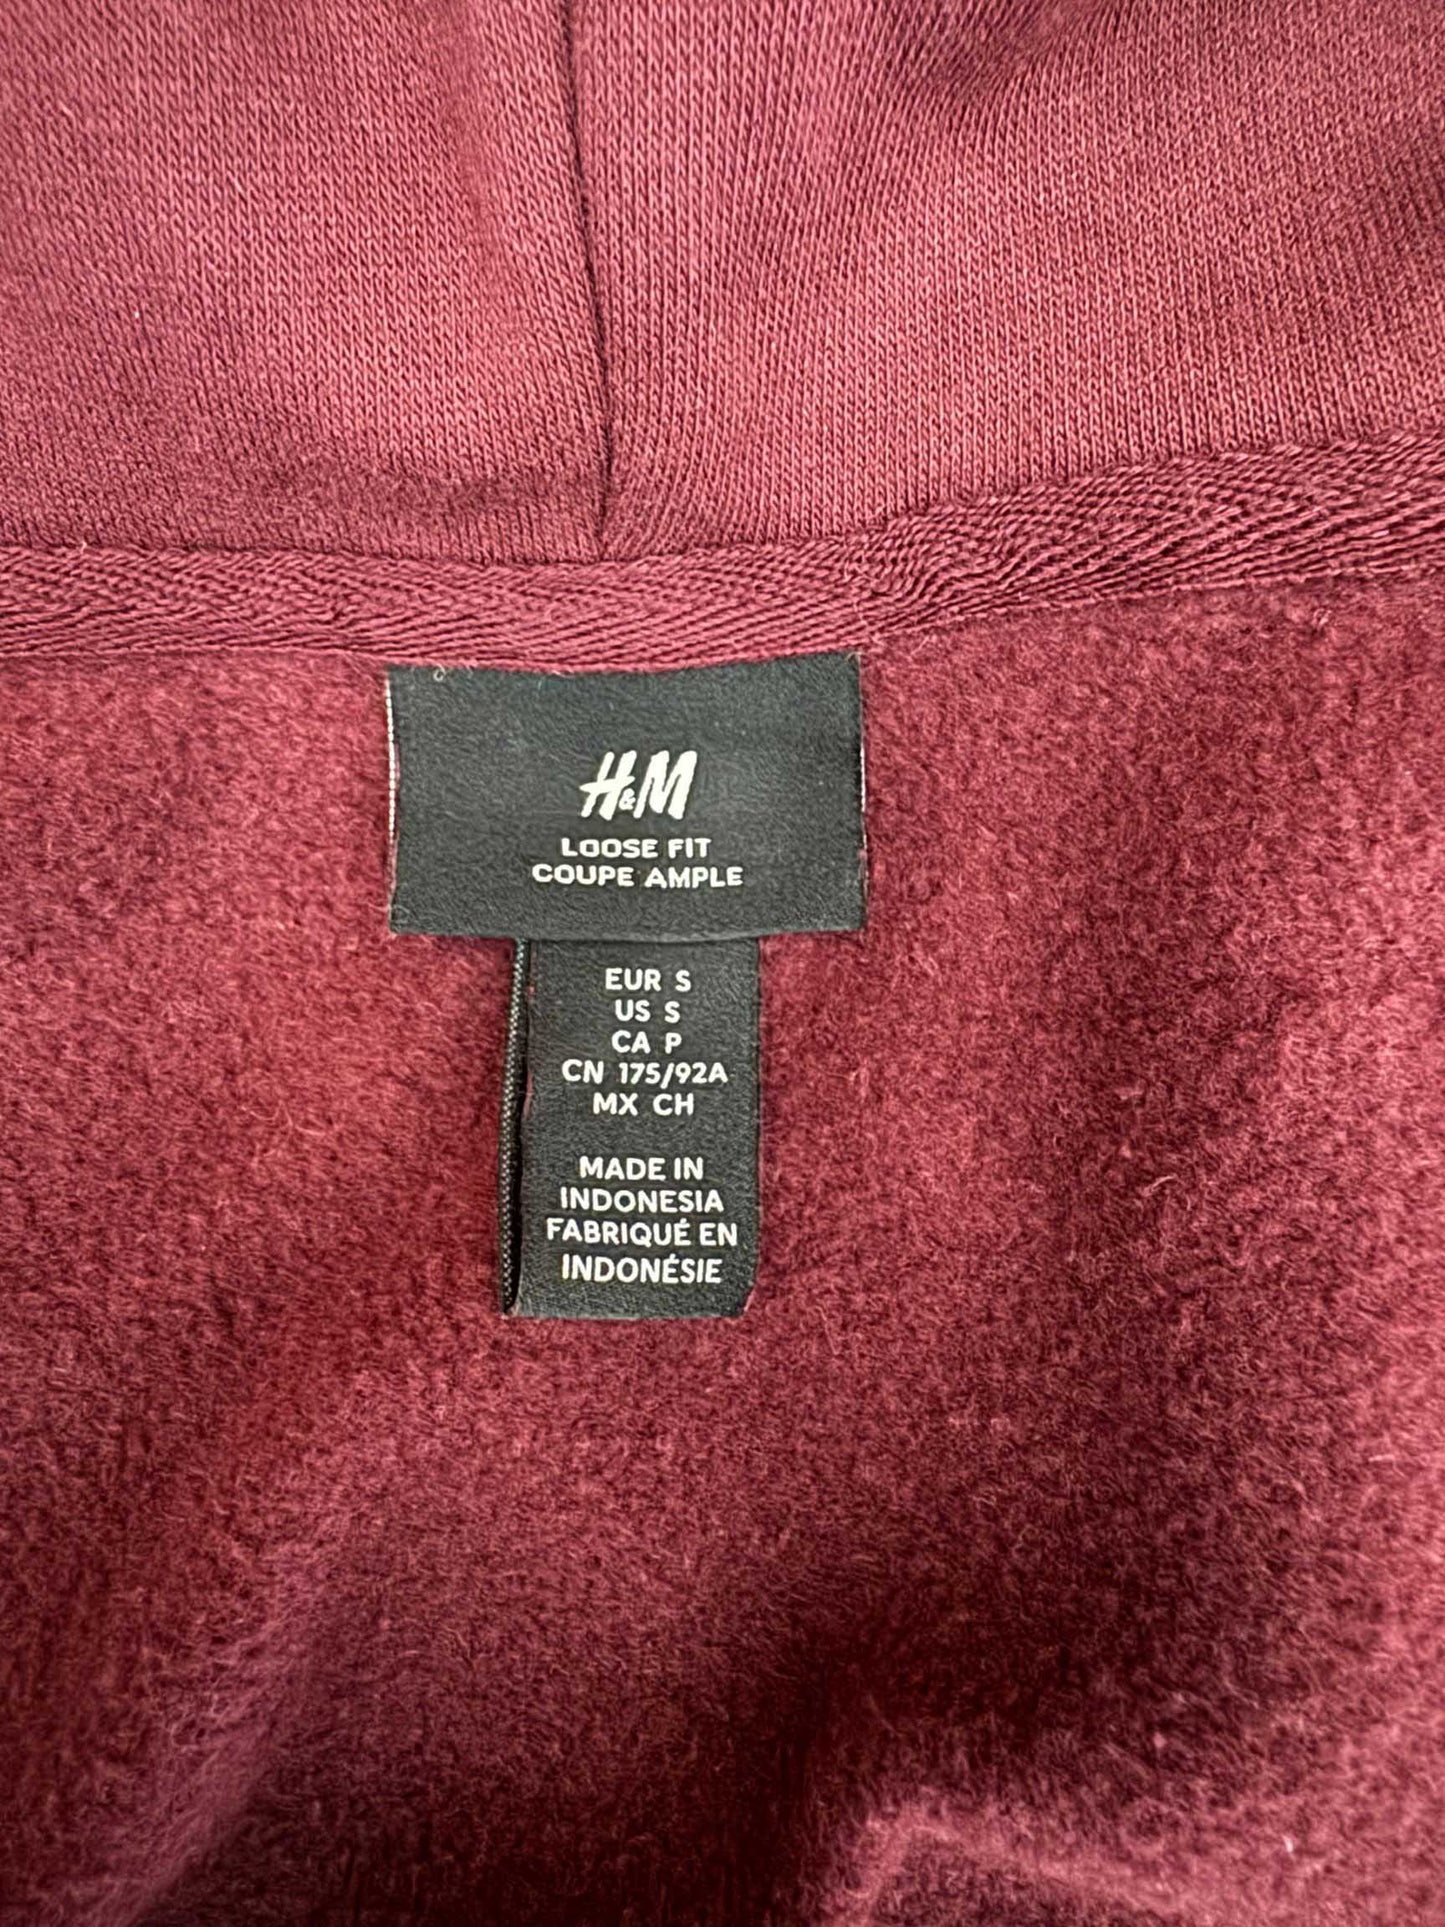 H&M
LOOSE FIT
COUPE AMPLE
EUR S
US S
CA P
CN 175/92A
MX CH
MADE IN
INDONESIA
FABRIQUÉ EN
INDONÉSIE